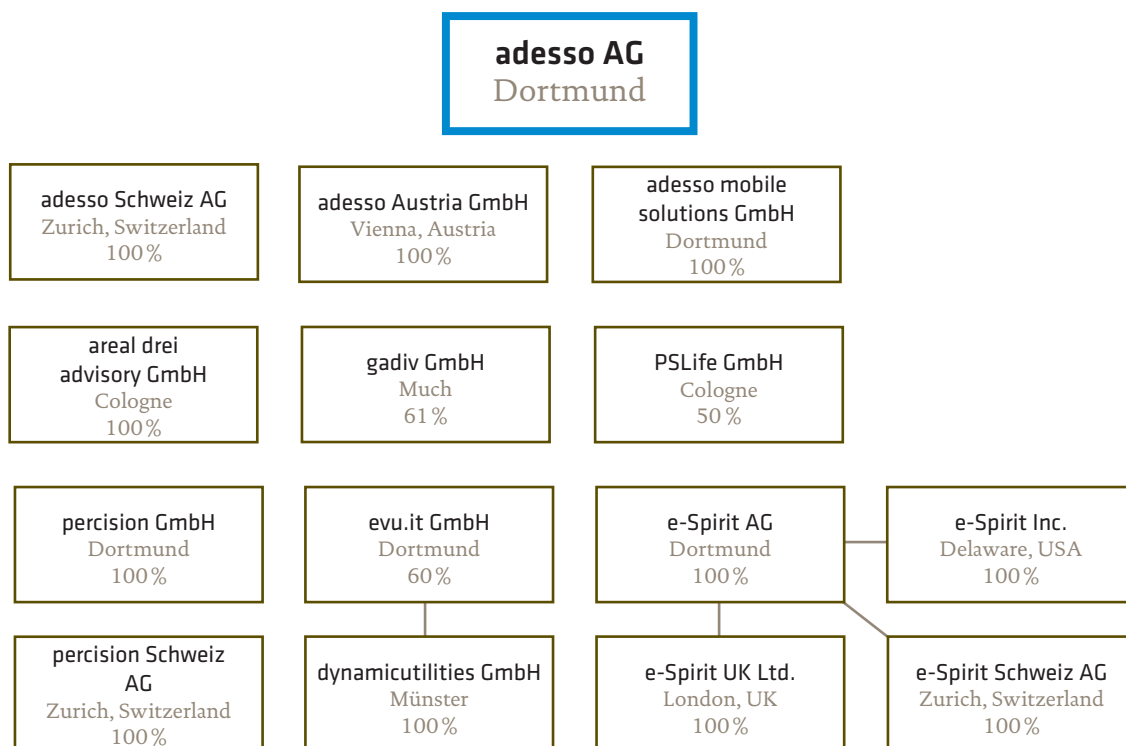 adesso AG
Dortmund
adesso Schweiz AG
Zurich, Switzerland
100 %
adesso Austria GmbH
Vienna, Austria
100 %
adesso mobile
solutions GmbH
Dortmund
100 %
areal drei
advisory GmbH
Cologne
100 %
gadiv GmbH
Much
61 %
PSLife GmbH
Cologne
50 %
percision GmbH
Dortmund
100 %
evu.it GmbH
Dortmund
60 %
e-Spirit AG
Dortmund
100 %
e-Spirit Inc.
Delaware, USA
100 %
percision Schweiz
AG
Zurich, Switzerland
100 %
dynamicutilities GmbH
Münster
100 %
e-Spirit UK Ltd.
London, UK
100 %
e-Spirit Schweiz AG
Zurich, Switzerland
100 %